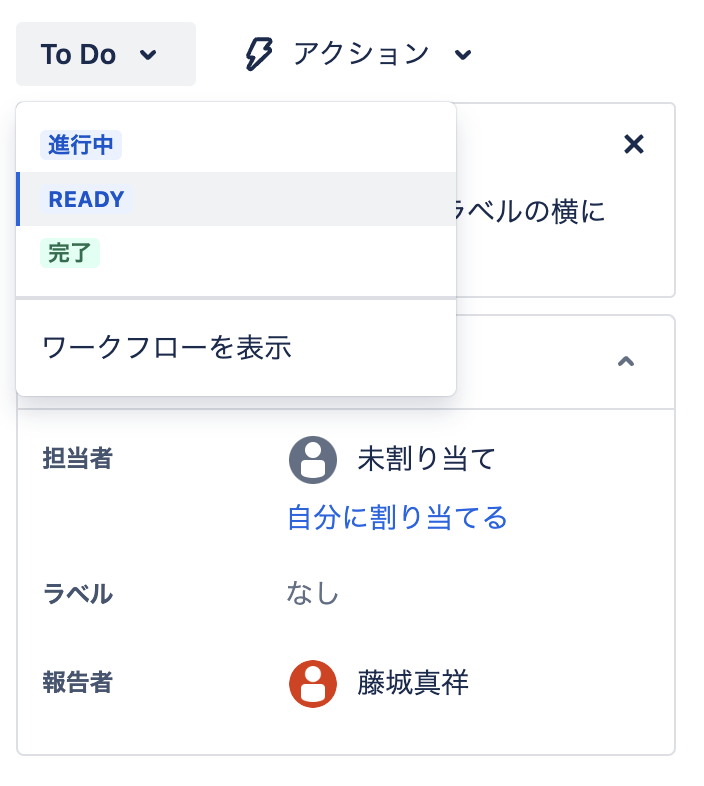 To Do
アクション
進行中
READY
完了
ワークフローを表示
ベルの横に
担当者
未割り当て
自分に割り当てる
ラベル
なし
報告者
藤城真祥